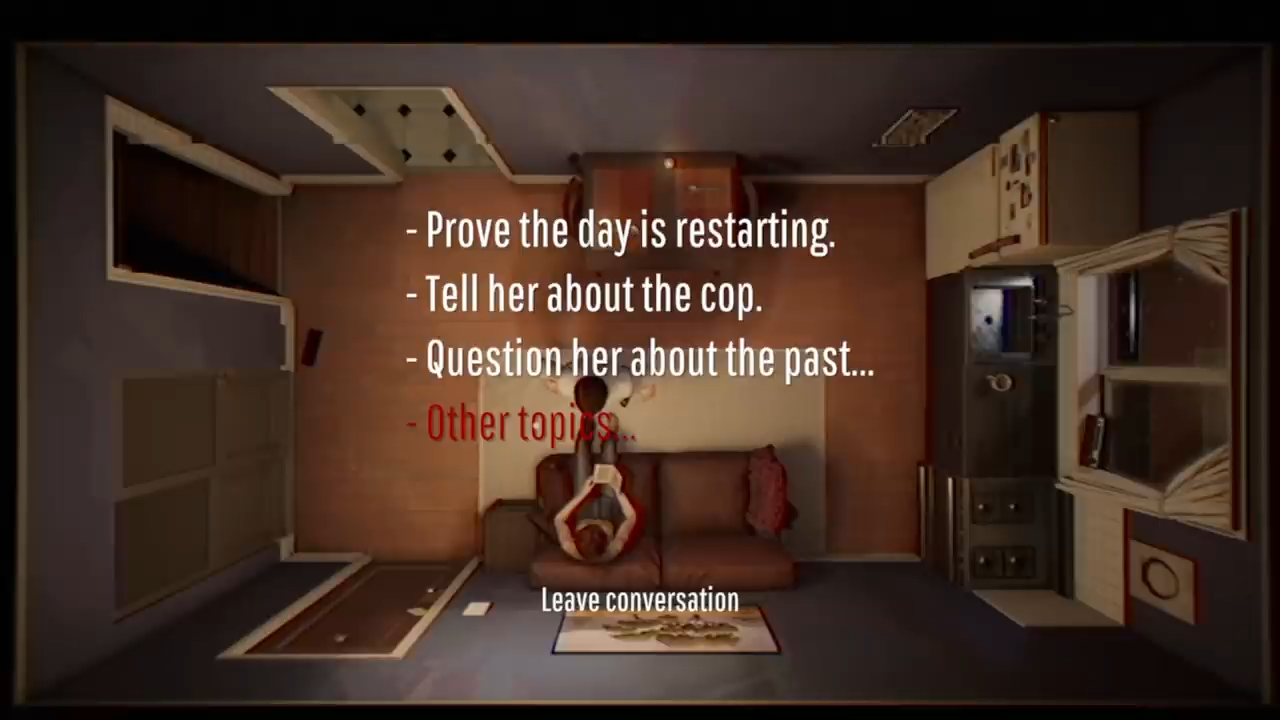 - Prove the day is restarting.
- Tell her about the cop.
- Question her about the past...
- Other topics...
Leave conversation